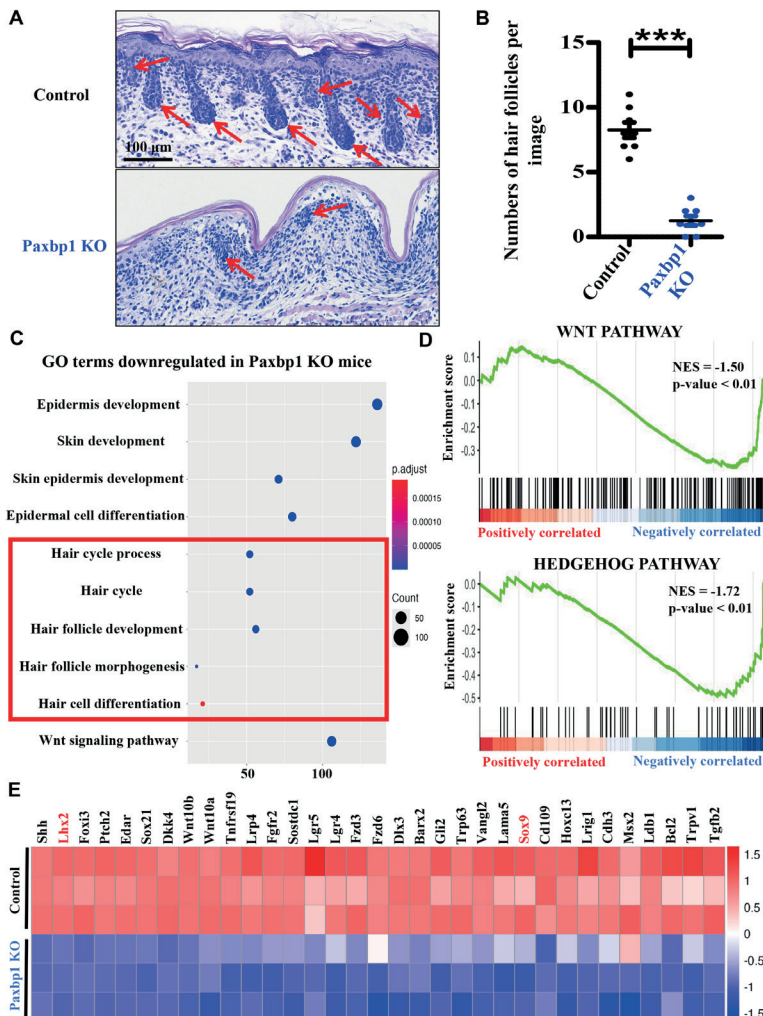 A
Control
100 µm
Paxbp1 KO
B
Numbers of hair follicles per
image
15
10
5
0
***
Control
Paxbp1
KO
C
GO terms downregulated in Paxbp1 KO mice
Epidermis development
Skin development
Skin epidermis development
Epidermal cell differentiation
Hair cycle process
Hair cycle
Hair follicle development
Hair follicle morphogenesis
Hair cell differentiation
Wnt signaling pathway
50
100
p.adjust
0.00015
0.00010
0.00005
Count
50
100
D
WNT PATHWAY
NES = -1.50
p-value < 0.01
Enrichment score
0.1
0.0
-0.1
-0.2
-0.3
Positively correlated
Negatively correlated
HEDGEHOG PATHWAY
NES = -1.72
p-value < 0.01
Enrichment score
0.0
-0.1
-0.2
-0.3
-0.4
-0.5
Positively correlated
Negatively correlated
E
Shh
Lhx2
Foxi3
Ptch2
Edar
Sox21
Dkk4
Wnt10b
Wnt10a
Tnfrsf19
Lrp4
Fgfr2
Sostdc1
Lgr5
Lgr4
Fzd3
Fzd6
Dlx3
Barx2
Gli2
Trp63
Vangl2
Lama5
Sox9
Cd109
Hoxc13
Lrig1
Cdh3
Msx2
Ldb1
Bcl2
Trpv1
Tgfb2
Control
Paxbp1 KO
1.5
1
0.5
0
-0.5
-1
-1.5